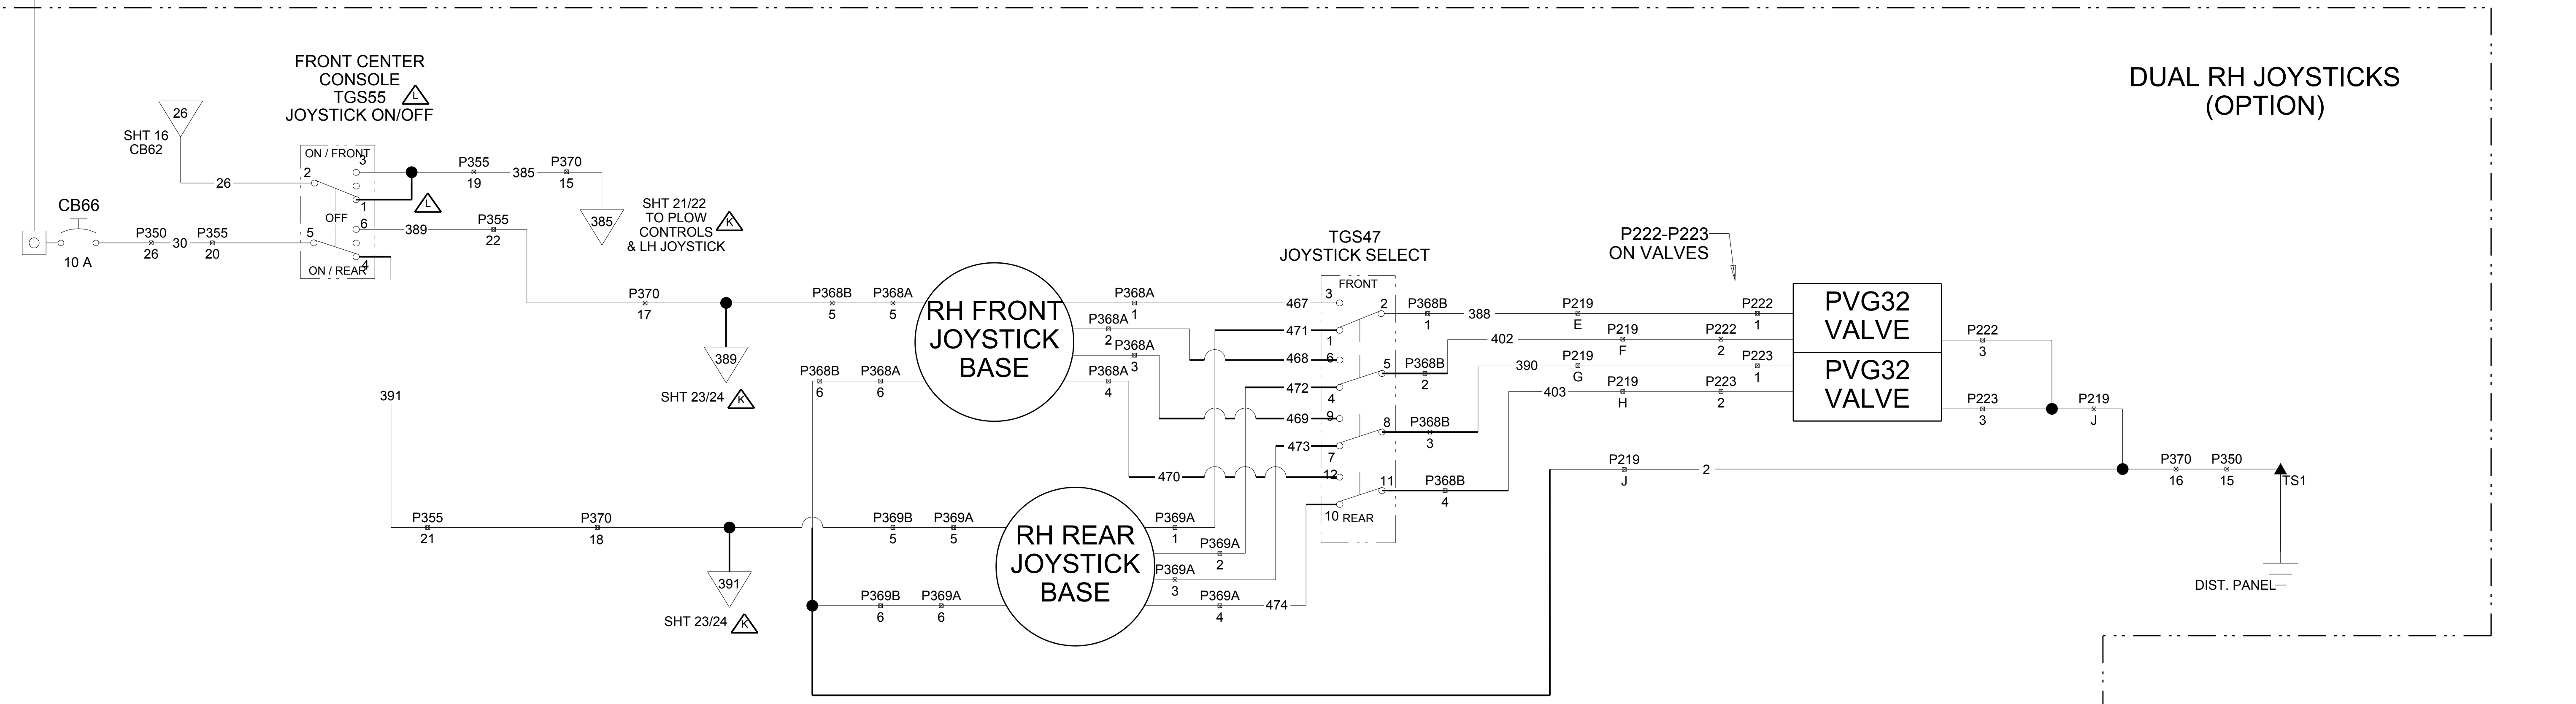 DUAL RH JOYSTICKS
(OPTION)
FRONT CENTER
CONSOLE
TGS55
L
JOYSTICK ON/OFF
26
SHT 16
CB62
26
ON / FRONT
3
2
1
OFF
6
5
4
ON / REAR
L
P355
19
385
P370
15
385
SHT 21/22
TO PLOW
CONTROLS
& LH JOYSTICK
K
CB66
10 A
P350
26
30
P355
20
389
P355
22
P370
17
389
SHT 23/24
K
391
P355
21
P370
18
391
SHT 23/24
K
P368B
5
P368A
5
P368B
6
P368A
6
RH FRONT
JOYSTICK
BASE
P368A
1
P368A
2
P368A
3
P368A
4
P369B
5
P369A
5
P369B
6
P369A
6
RH REAR
JOYSTICK
BASE
P369A
1
P369A
2
P369A
3
P369A
4
467
471
468
472
469
473
470
474
TGS47
JOYSTICK SELECT
FRONT
3
2
1
6
5
4
9
8
7
12
11
10
REAR
P368B
1
388
P368B
2
402
P368B
3
390
P368B
4
403
P219
E
P219
F
P219
G
P219
H
P222-P223
ON VALVES
P222
1
P222
2
P223
1
P223
2
PVG32
VALVE
PVG32
VALVE
P222
3
P223
3
P219
J
P219
J
2
P370
16
P350
15
TS1
DIST. PANEL